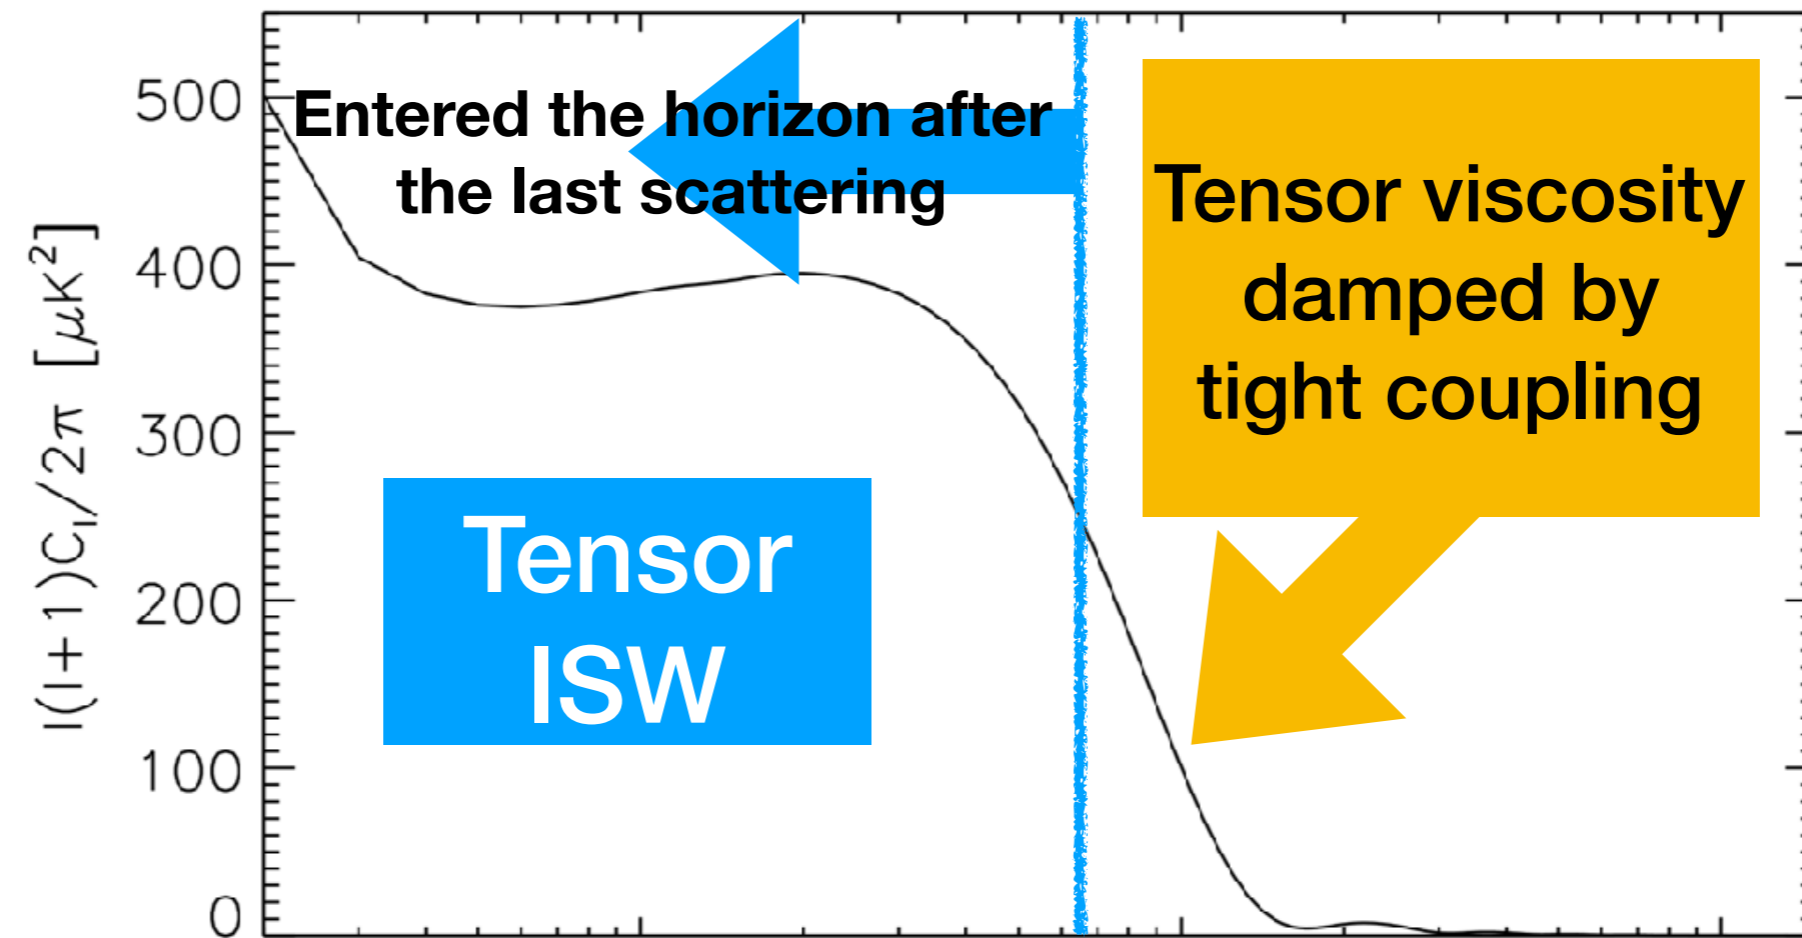 500
400
300
200
100
0
l(l+1)C_l/2π [μK²]
Entered the horizon after
the last scattering
Tensor viscosity
damped by
tight coupling
Tensor
ISW